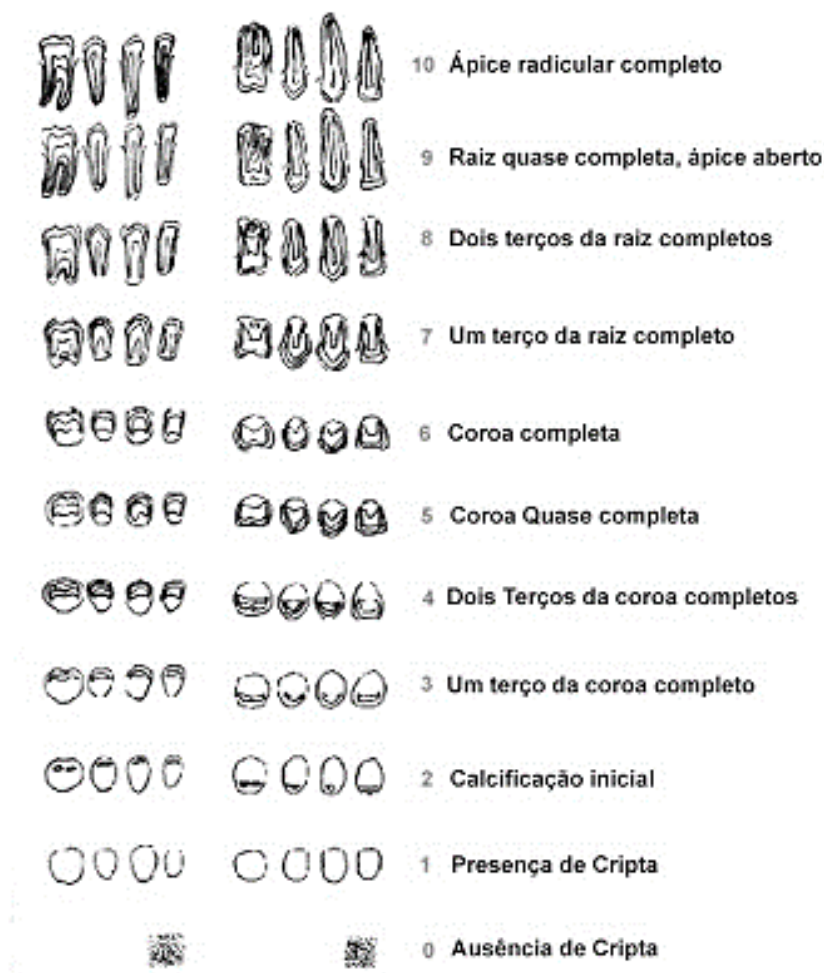 10 Ápice radicular completo
9 Raiz quase completa, ápice aberto
8 Dois terços da raiz completos
7 Um terço da raiz completo
6 Coroa completa
5 Coroa Quase completa
4 Dois Terços da coroa completos
3 Um terço da coroa completo
2 Calcificação inicial
1 Presença de Cripta
0 Ausência de Cripta